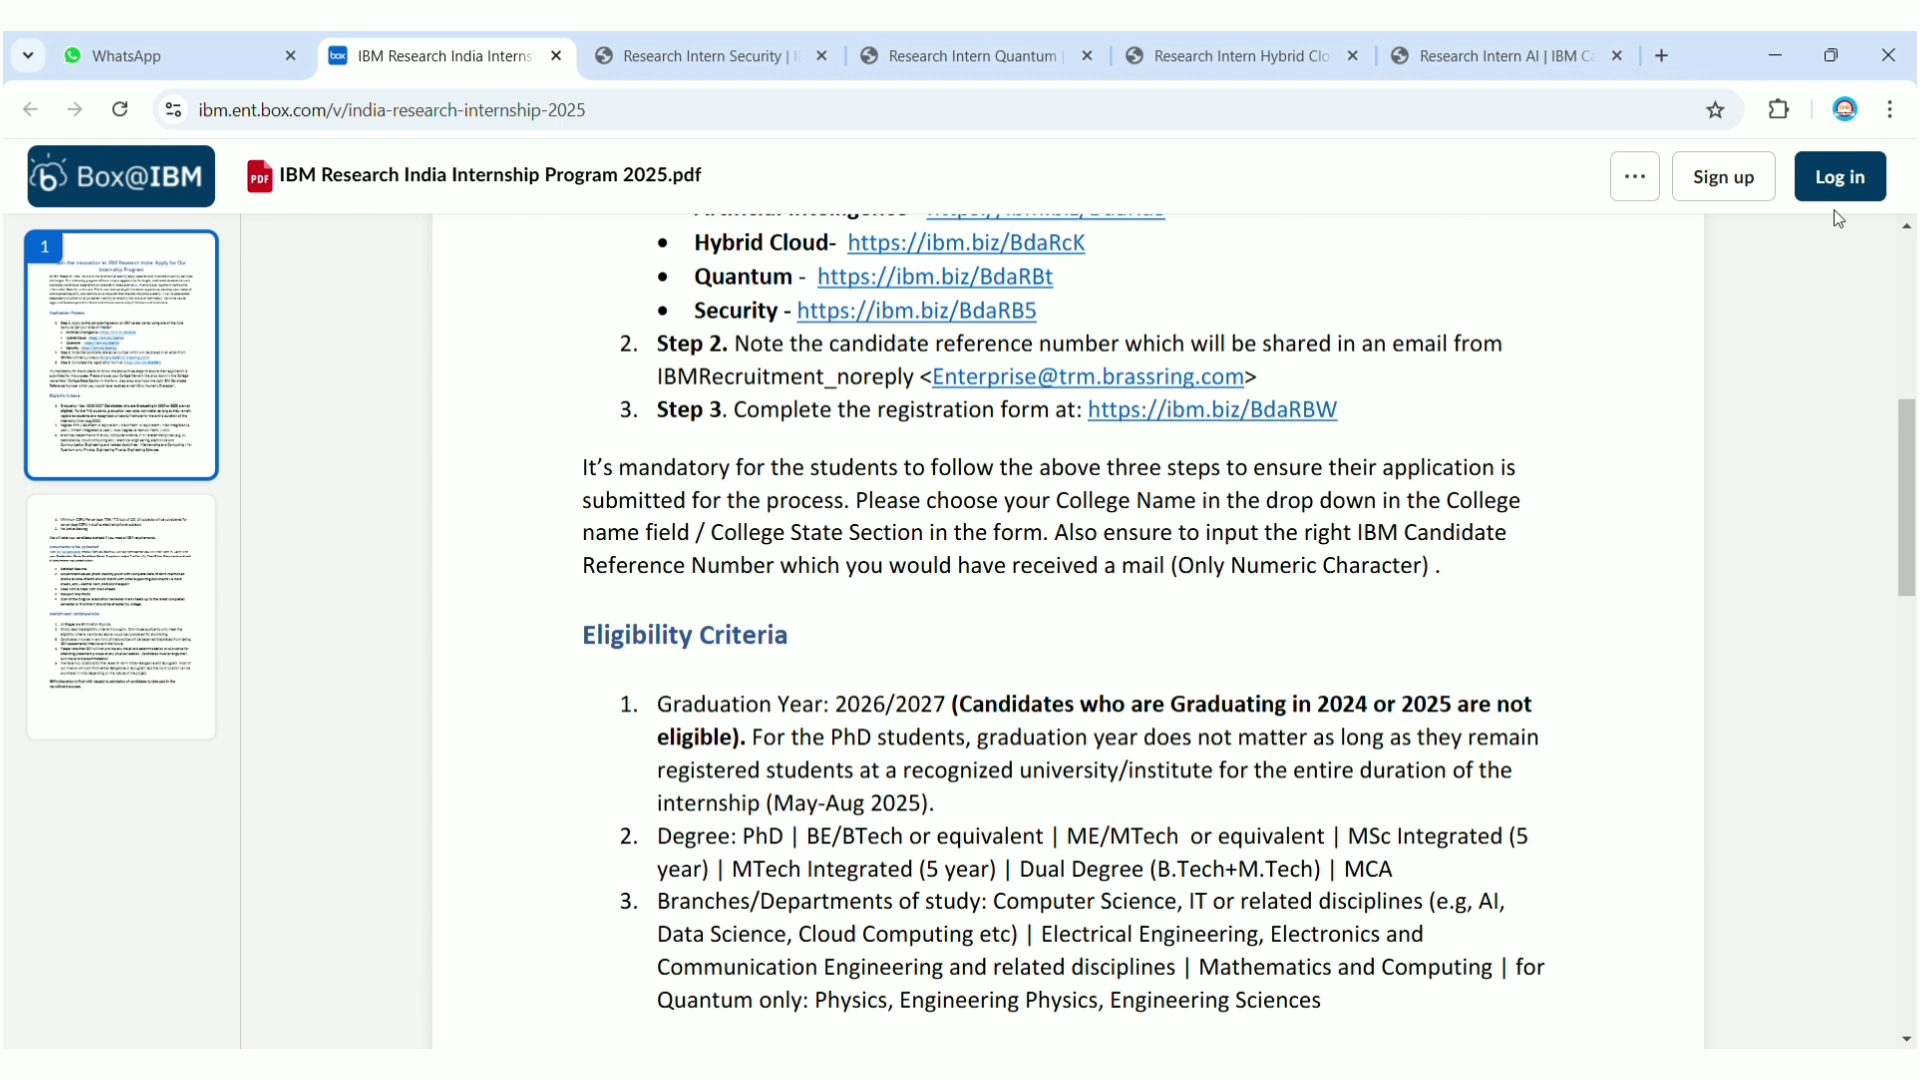 WhatsApp
IBM Research India Interns
Research Intern Security |
Research Intern Quantum |
Research Intern Hybrid Clo
Research Intern AI | IBM Ca
ibm.ent.box.com/v/india-research-internship-2025
Box@IBM
PDF
IBM Research India Internship Program 2025.pdf
...
Sign up
Log in
1
• Hybrid Cloud- https://ibm.biz/BdaRcK
• Quantum - https://ibm.biz/BdaRBt
• Security - https://ibm.biz/BdaRB5
2. Step 2. Note the candidate reference number which will be shared in an email from
IBMRecruitment_noreply <Enterprise@trm.brassring.com>
3. Step 3. Complete the registration form at: https://ibm.biz/BdaRBW
It’s mandatory for the students to follow the above three steps to ensure their application is
submitted for the process. Please choose your College Name in the drop down in the College
name field / College State Section in the form. Also ensure to input the right IBM Candidate
Reference Number which you would have received a mail (Only Numeric Character) .
Eligibility Criteria
1. Graduation Year: 2026/2027 (Candidates who are Graduating in 2024 or 2025 are not
eligible). For the PhD students, graduation year does not matter as long as they remain
registered students at a recognized university/institute for the entire duration of the
internship (May-Aug 2025).
2. Degree: PhD | BE/BTech or equivalent | ME/MTech or equivalent | MSc Integrated (5
year) | MTech Integrated (5 year) | Dual Degree (B.Tech+M.Tech) | MCA
3. Branches/Departments of study: Computer Science, IT or related disciplines (e.g, AI,
Data Science, Cloud Computing etc) | Electrical Engineering, Electronics and
Communication Engineering and related disciplines | Mathematics and Computing | for
Quantum only: Physics, Engineering Physics, Engineering Sciences